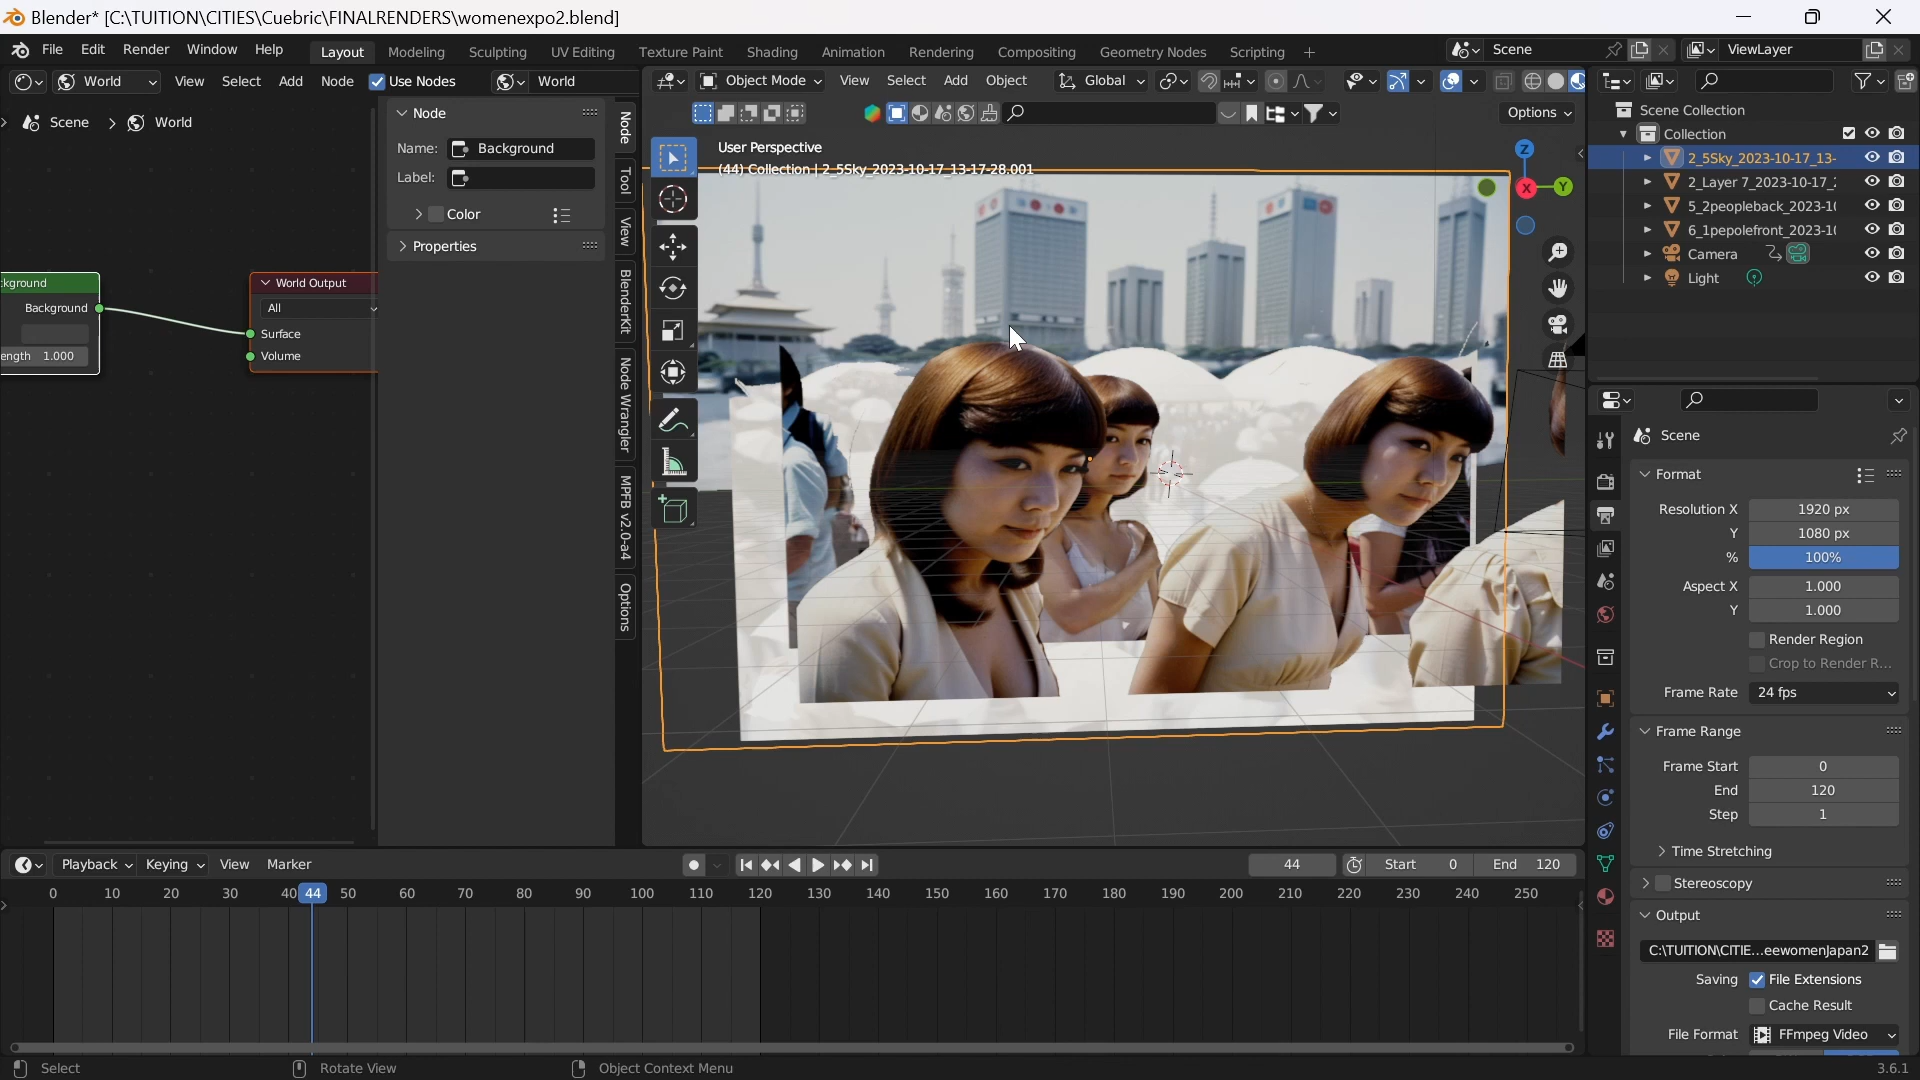 Blender* [C:\TUITION\CITIES\Cuebric\FINALRENDERS\womenexpo2.blend]
File Edit Render Window Help Layout Modeling Sculpting UV Editing Texture Paint Shading Animation Rendering Compositing Geometry Nodes Scripting + Scene ViewLayer
World View Select Add Node Use Nodes World Object Mode View Select Add Object Global
Options
Scene > World
Node
Name: Background
Label:
Color
Properties
Node
Tool
View
BlenderKit
Node Wrangler
MPFB v2.0-a4
Options
kground
Background
ength 1.000
World Output
All
Surface
Volume
User Perspective
(44) Collection | 2_5Sky_2023-10-17_13-17-28.001
Z
X
Y
Scene Collection
Collection
2_5Sky_2023-10-17_13-
2_Layer 7_2023-10-17_
5_2peopleback_2023-1
6_1pepolefront_2023-1
Camera
Light
Scene
Format
Resolution X 1920 px
Y 1080 px
% 100%
Aspect X 1.000
Y 1.000
Render Region
Crop to Render R...
Frame Rate 24 fps
Frame Range
Frame Start 0
End 120
Step 1
Time Stretching
Stereoscopy
Output
C:\TUITION\CITIE...eewomenJapan2
Saving File Extensions
Cache Result
File Format FFmpeg Video
Playback Keying View Marker 44 Start 0 End 120
0 10 20 30 40 44 50 60 70 80 90 100 110 120 130 140 150 160 170 180 190 200 210 220 230 240 250
Select Rotate View Object Context Menu 3.6.1